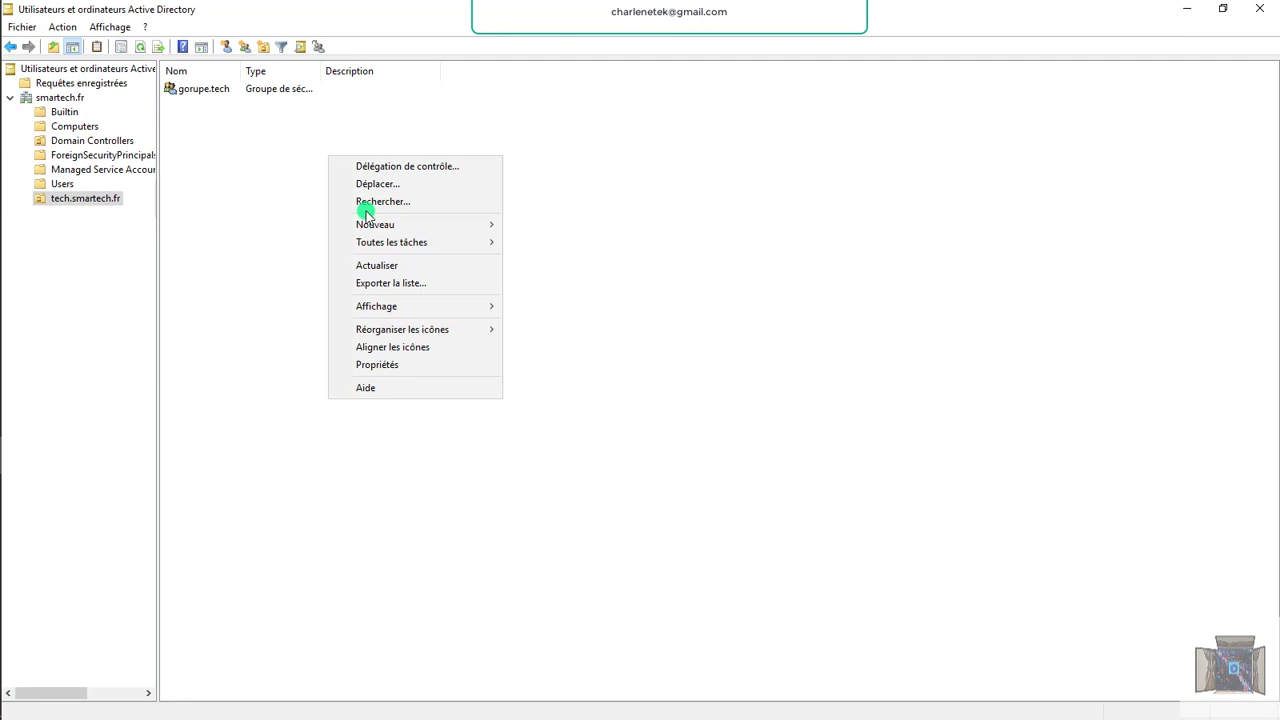 Utilisateurs et ordinateurs Active Directory
charlenetek@gmail.com
Fichier Action Affichage ?
Utilisateurs et ordinateurs Active
Requêtes enregistrées
smartech.fr
Builtin
Computers
Domain Controllers
ForeignSecurityPrincipals
Managed Service Accour
Users
tech.smartech.fr
Nom Type Description
gorupe.tech Groupe de séc...
Délégation de contrôle...
Déplacer...
Rechercher...
Nouveau
Toutes les tâches
Actualiser
Exporter la liste...
Affichage
Réorganiser les icônes
Aligner les icônes
Propriétés
Aide